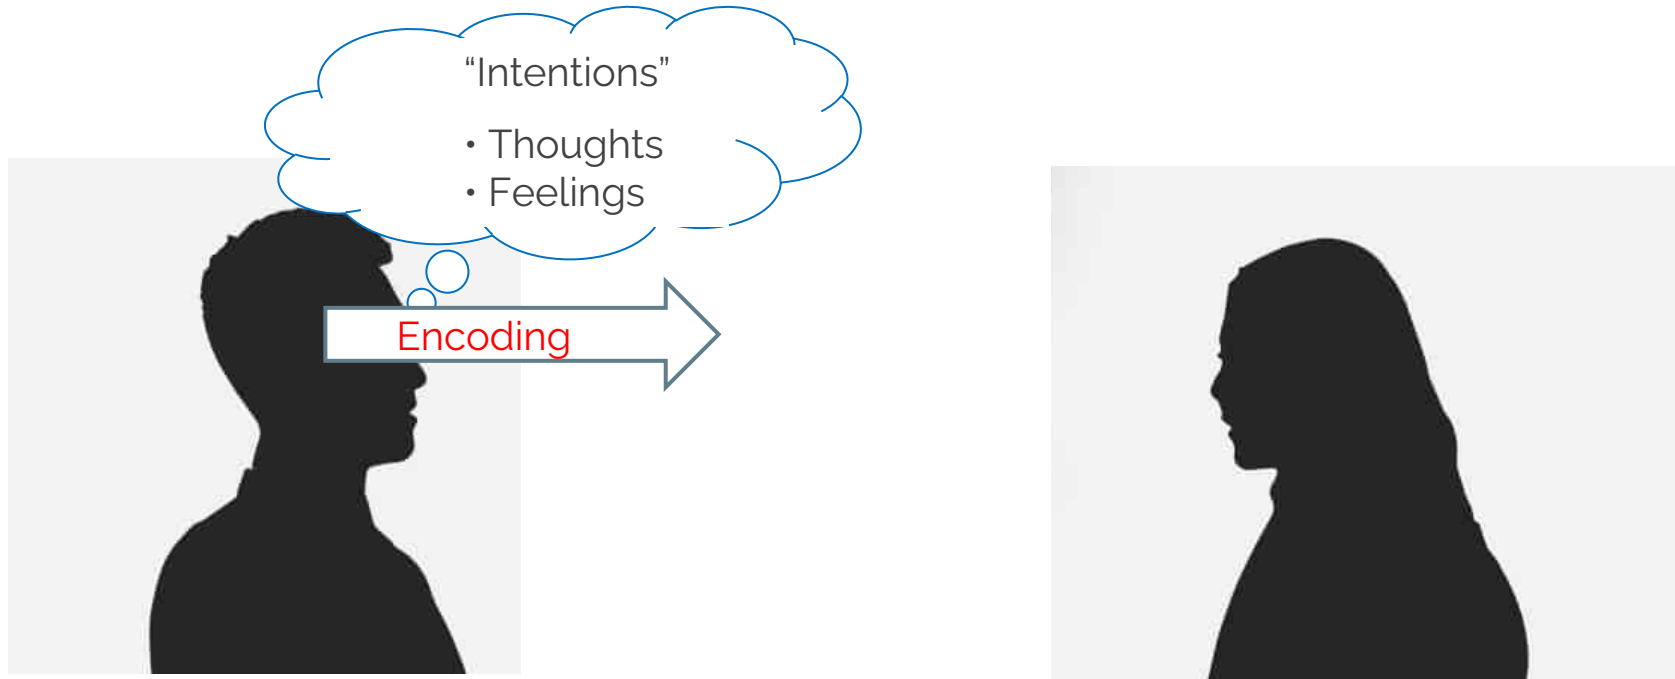 “Intentions”
• Thoughts
• Feelings
Encoding